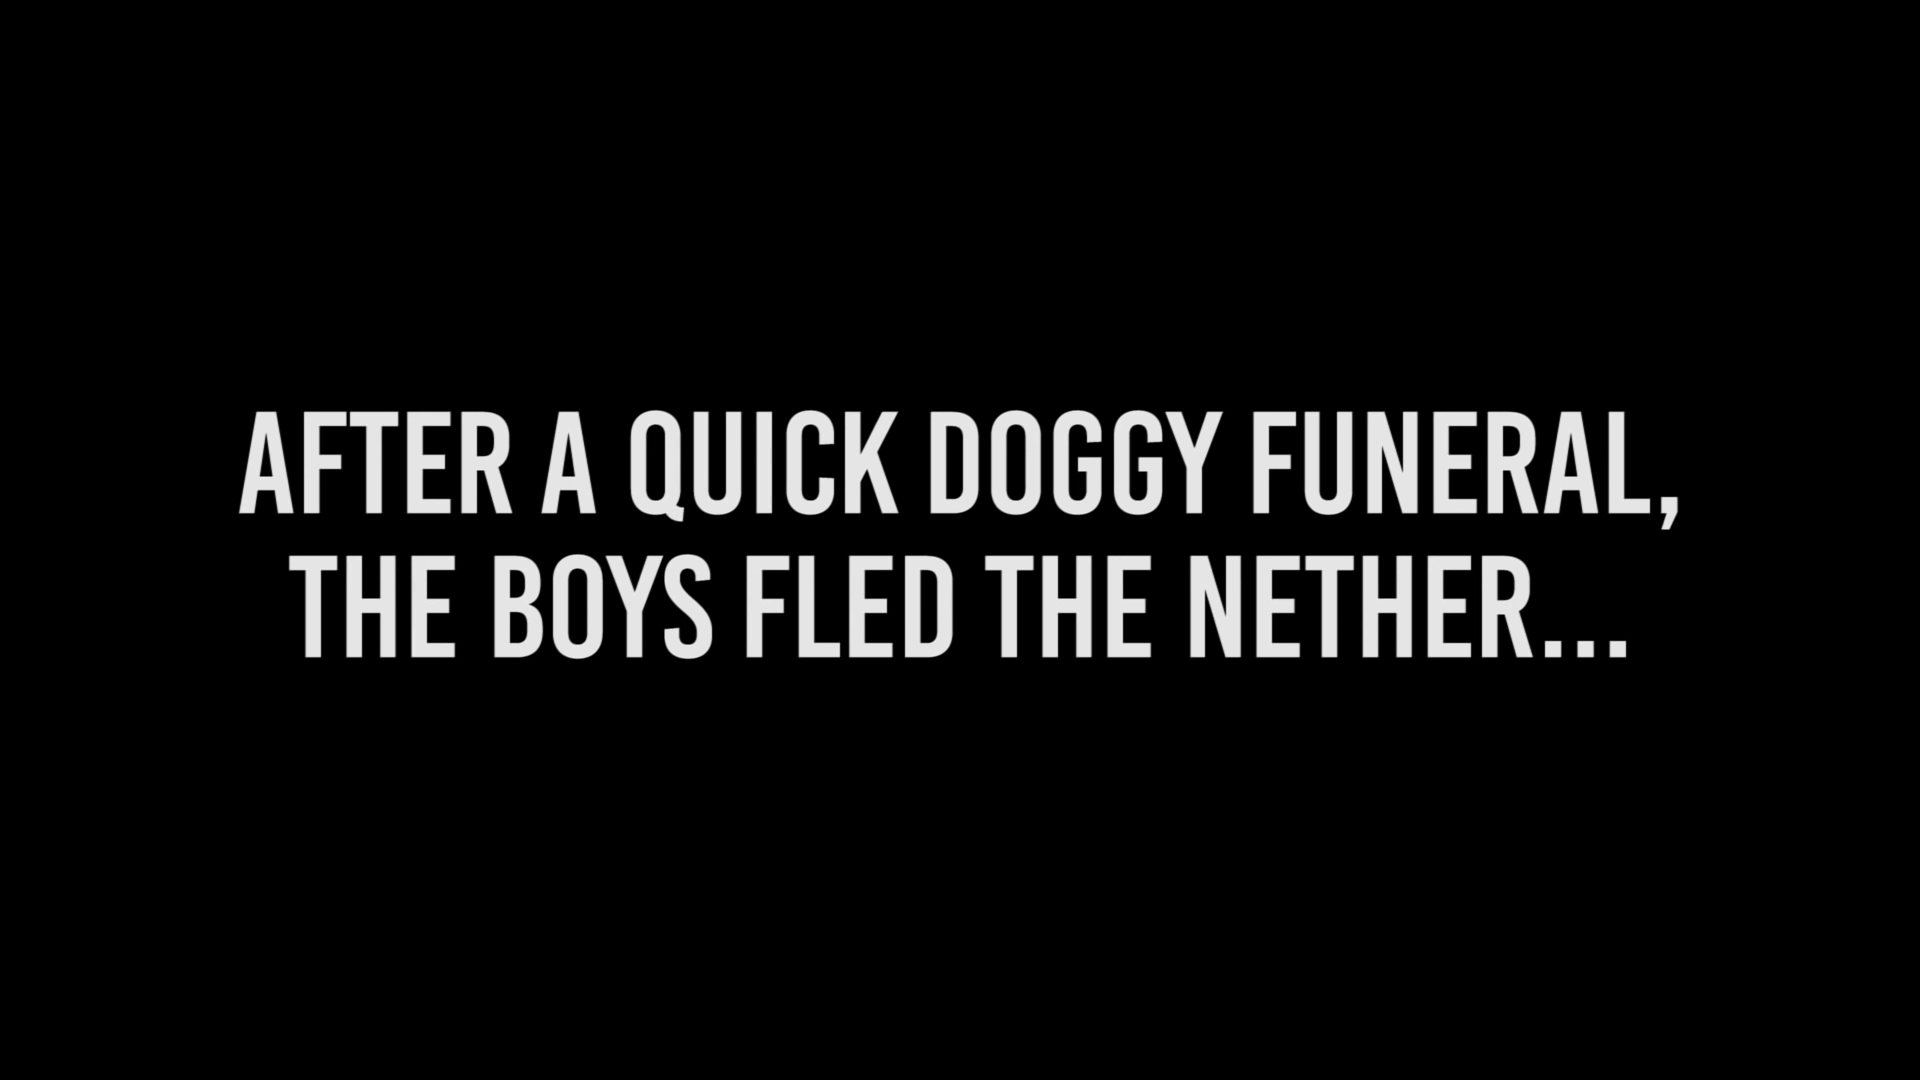 AFTER A QUICK DOGGY FUNERAL,
THE BOYS FLED THE NETHER...